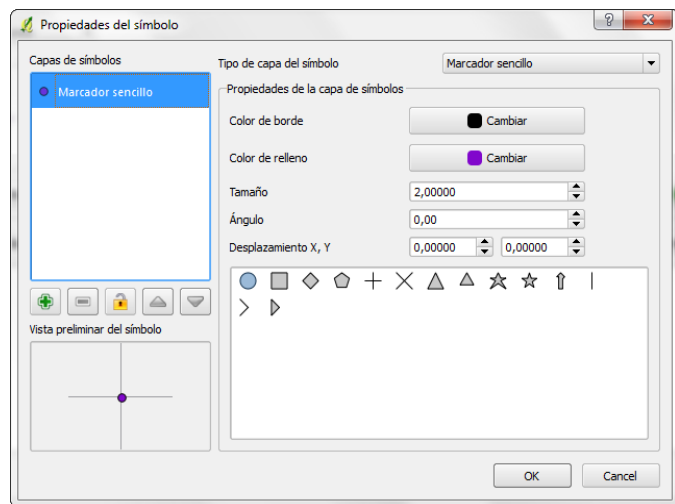 Propiedades del símbolo
?
Capas de símbolos
Marcador sencillo
Vista preliminar del símbolo
Tipo de capa del símbolo
Marcador sencillo
Propiedades de la capa de símbolos
Color de borde
Cambiar
Color de relleno
Cambiar
Tamaño
2,00000
Ángulo
0,00
Desplazamiento X, Y
0,00000
0,00000
OK
Cancel